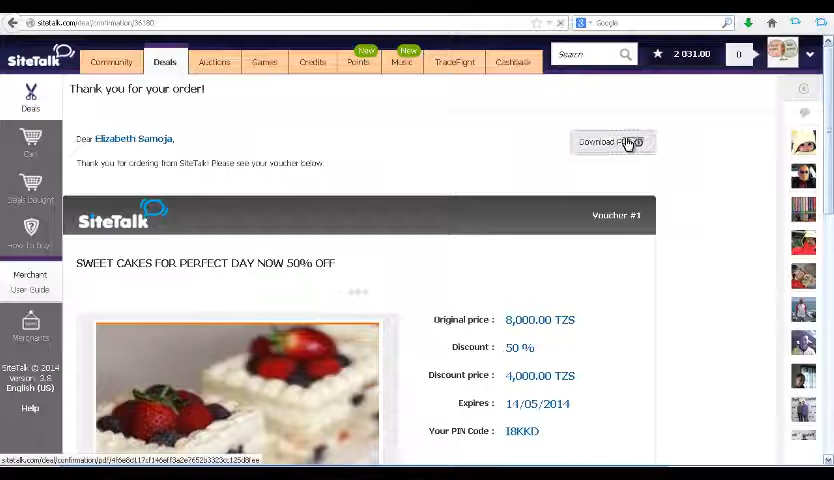 sitetalk.com/deal/confirmation/36180
Google
SiteTalk
Community
Deals
Auctions
Games
Credits
New
Points
New
Music
TradeFight
Cashback
Search
2 031.00
0
Deals
Cart
Deals Bought
How to buy?
Merchant
User Guide
Merchants
SiteTalk © 2014
Version: 3.8
English (US)
Help
Thank you for your order!
Dear Elizabeth Samoja,
Thank you for ordering from SiteTalk! Please see your voucher below.
Download
SiteTalk
Voucher #1
SWEET CAKES FOR PERFECT DAY NOW 50% OFF
Original price : 8,000.00 TZS
Discount : 50 %
Discount price : 4,000.00 TZS
Expires : 14/05/2014
Your PIN Code : I8KKD